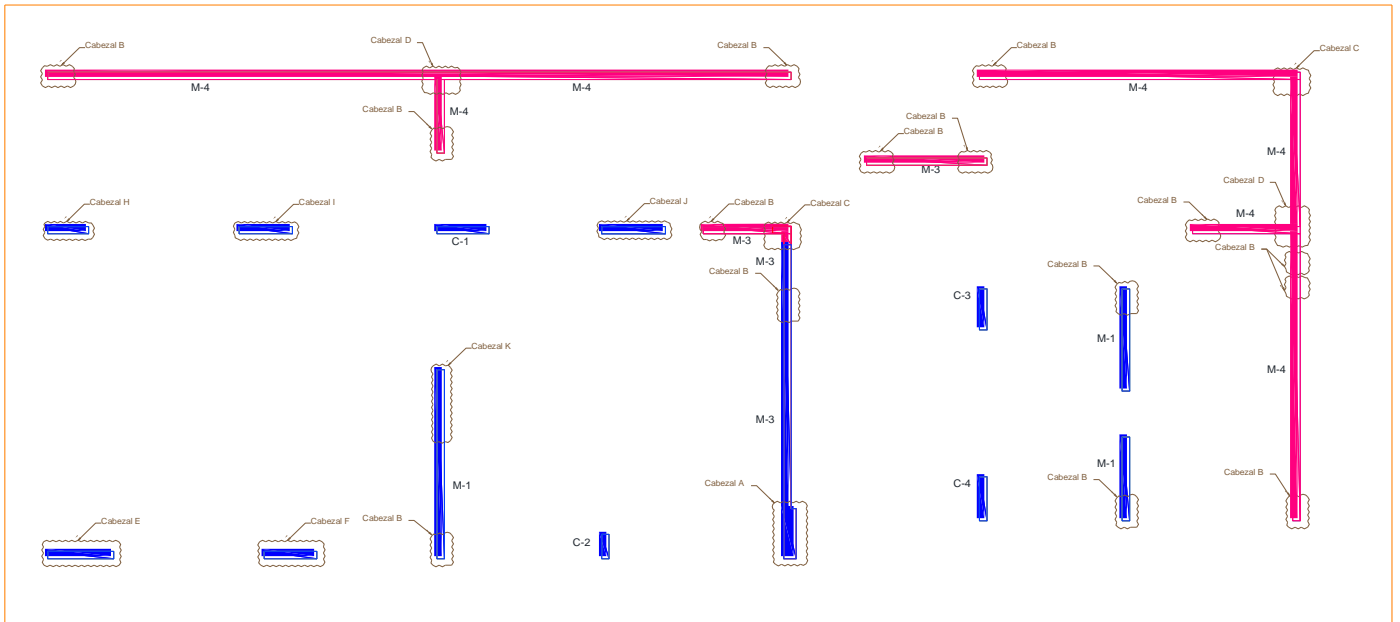 Cabezal B
Cabezal D
Cabezal B
Cabezal B
Cabezal C
M-4
M-4
M-4
Cabezal B
M-4
Cabezal B
Cabezal B
M-3
M-4
Cabezal H
Cabezal I
C-1
Cabezal J
Cabezal B
Cabezal C
M-3
M-3
Cabezal D
Cabezal B
M-4
Cabezal B
Cabezal B
Cabezal B
C-3
M-1
Cabezal K
M-4
M-3
M-1
M-1
Cabezal A
C-4
Cabezal B
Cabezal B
Cabezal E
Cabezal F
Cabezal B
C-2